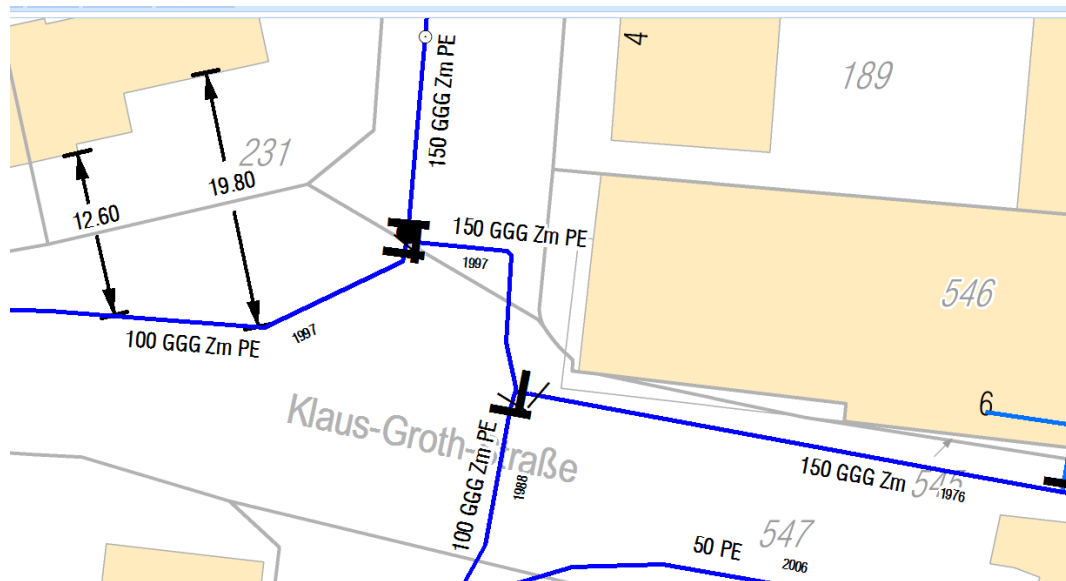 4
150 GGG Zm PE
189
231
19.80
12.60
150 GGG Zm PE
1997
546
1997
100 GGG Zm PE
6
Klaus-Groth-Straße
100 GGG Zm PE
1988
150 GGG Zm
545
1976
547
50 PE
2006